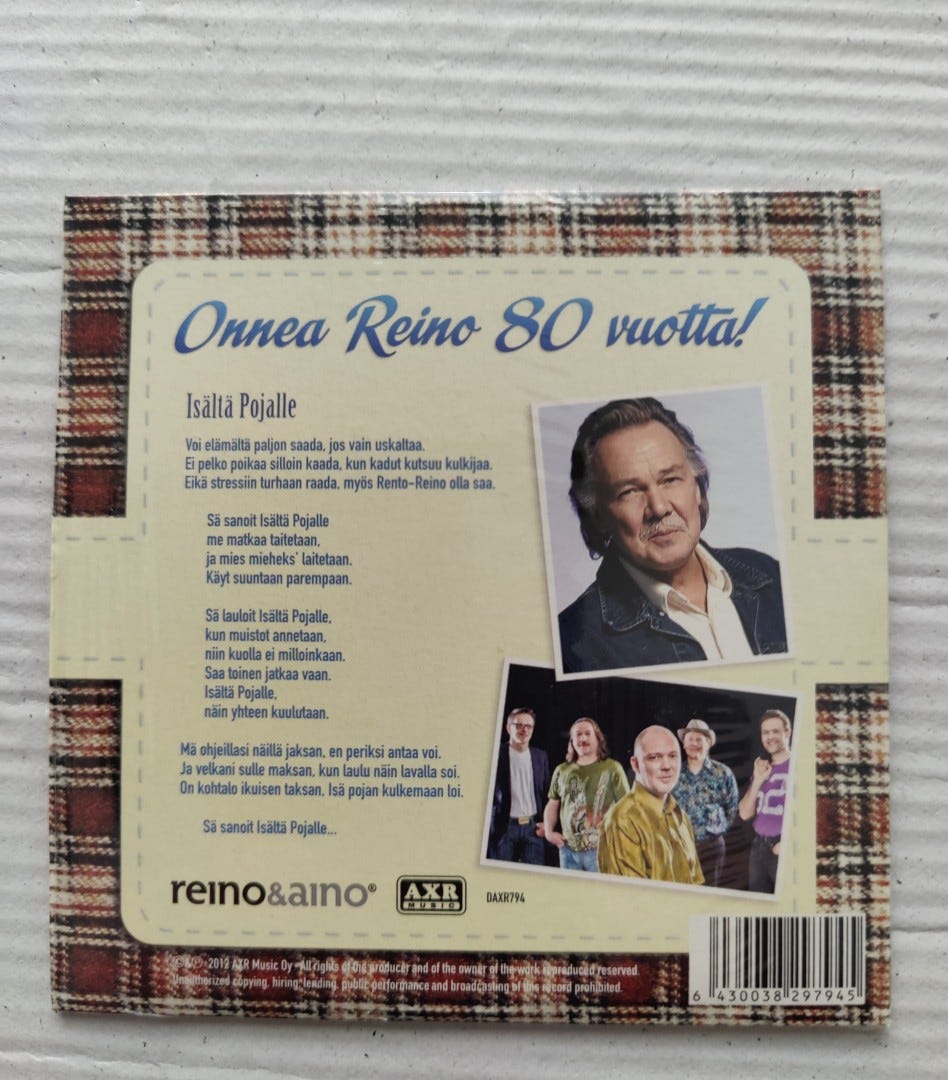 Onnea Reino 80 vuotta!
Isältä Pojalle
Voi elämältä paljon saada, jos vain uskaltaa.
Ei pelko poikaa silloin kaada, kun kadut kutsuu kulkijaa.
Eikä stressiin turhaan raada, myös Rento-Reino olla saa.
Sä sanoit Isältä Pojalle
me matkaa taitetaan,
ja mies mieheks' laitetaan.
Käyt suuntaan parempaan.
Sä lauloit Isältä Pojalle,
kun muistot annetaan,
niin kuolla ei milloinkaan.
Saa toinen jatkaa vaan.
Isältä Pojalle,
näin yhteen kuulutaan.
Mä ohjeillasi näillä jaksan, en periksi antaa voi.
Ja velkani sulle maksan, kun laulu näin lavalla soi.
On kohtalo ikuisen taksan, Isä pojan kulkemaan loi.
Sä sanoit Isältä Pojalle...
reino&aino®
AXR
MUSIC
DAXR794
©&℗ 2012 AXR Music Oy - All rights of the producer and of the owner of the work reproduced reserved.
Unauthorized copying, hiring, lending, public performance and broadcasting of this record prohibited.
6 430038 297945